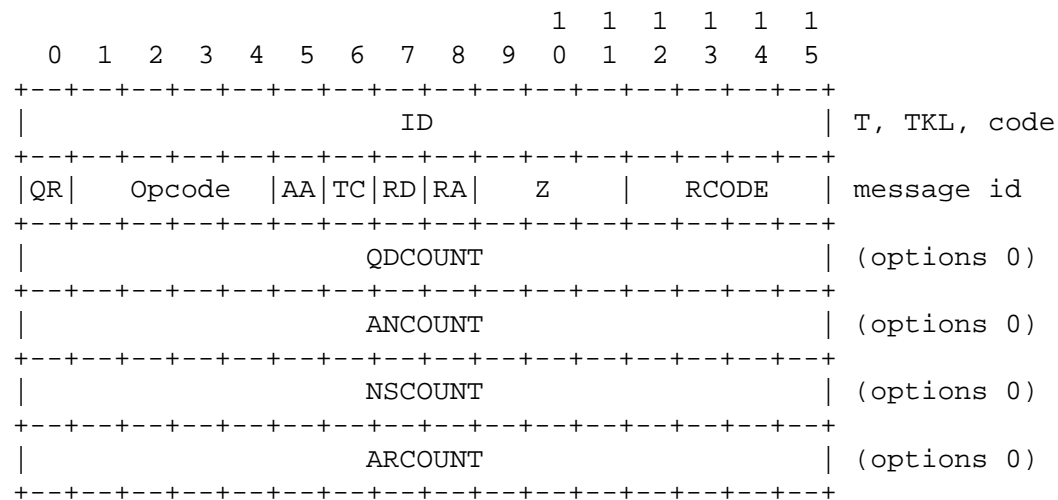 1  1  1  1  1  1
   0  1  2  3  4  5  6  7  8  9  0  1  2  3  4  5
 +--+--+--+--+--+--+--+--+--+--+--+--+--+--+--+--+
 |                      ID                       | T, TKL, code
 +--+--+--+--+--+--+--+--+--+--+--+--+--+--+--+--+
 |QR|   Opcode  |AA|TC|RD|RA|   Z    |   RCODE   | message id
 +--+--+--+--+--+--+--+--+--+--+--+--+--+--+--+--+
 |                    QDCOUNT                    | (options 0)
 +--+--+--+--+--+--+--+--+--+--+--+--+--+--+--+--+
 |                    ANCOUNT                    | (options 0)
 +--+--+--+--+--+--+--+--+--+--+--+--+--+--+--+--+
 |                    NSCOUNT                    | (options 0)
 +--+--+--+--+--+--+--+--+--+--+--+--+--+--+--+--+
 |                    ARCOUNT                    | (options 0)
 +--+--+--+--+--+--+--+--+--+--+--+--+--+--+--+--+